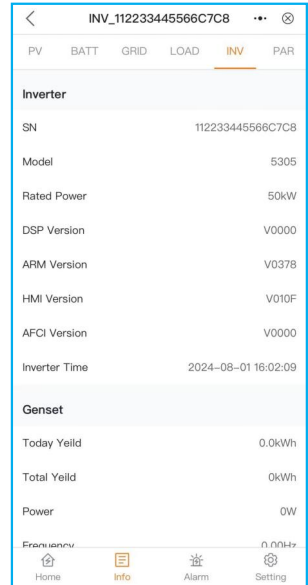 INV_112233445566C7C8
PV BATT GRID LOAD INV PAR
Inverter
SN 112233445566C7C8
Model 5305
Rated Power 50kW
DSP Version V0000
ARM Version V0378
HMI Version V010F
AFCI Version V0000
Inverter Time 2024-08-01 16:02:09
Genset
Today Yeild 0.0kWh
Total Yeild 0kWh
Power 0W
Frequency 0.00Hz
Home Info Alarm Setting